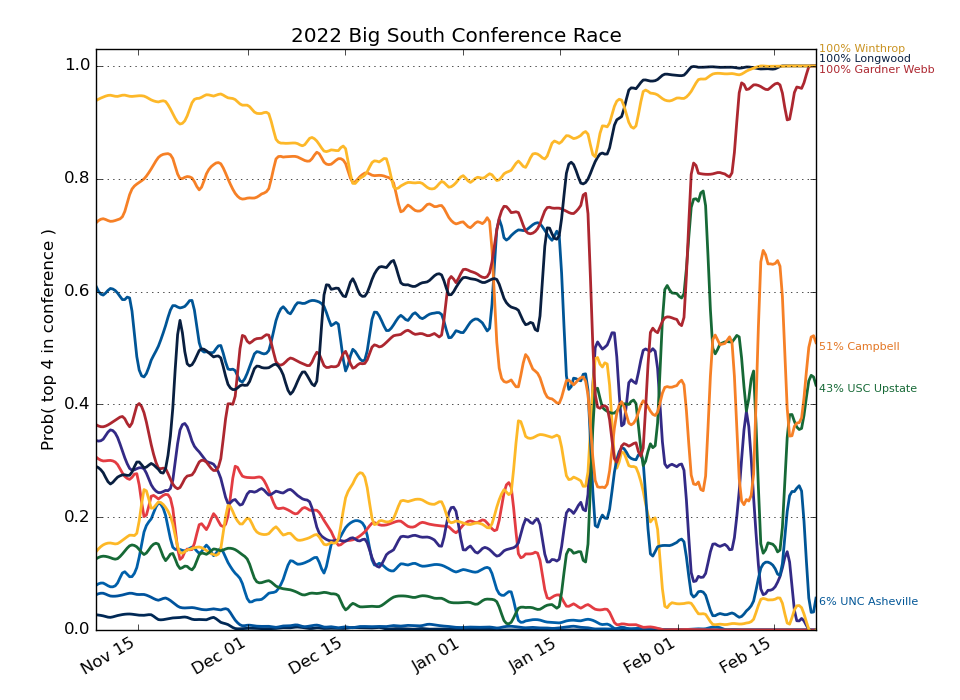 2022 Big South Conference Race
Prob( top 4 in conference )
1.0
0.8
0.6
0.4
0.2
0.0
Nov 15
Dec 01
Dec 15
Jan 01
Jan 15
Feb 01
Feb 15
100% Winthrop
100% Longwood
100% Gardner Webb
51% Campbell
43% USC Upstate
6% UNC Asheville